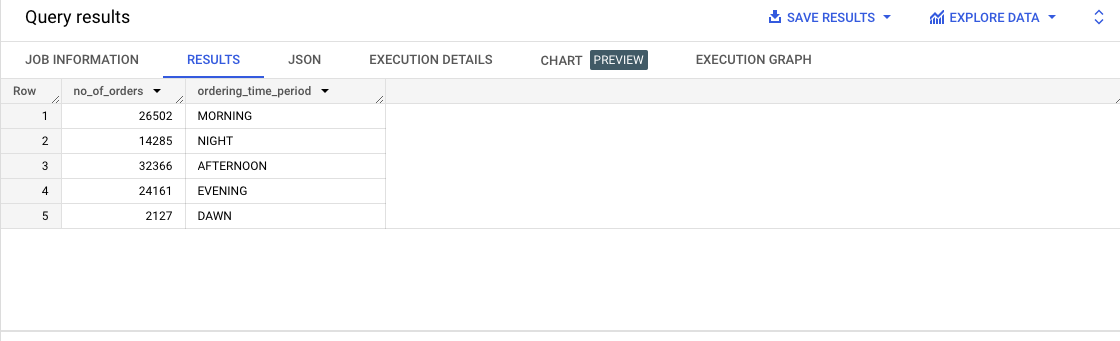 Query results SAVE RESULTS EXPLORE DATA
JOB INFORMATION RESULTS JSON EXECUTION DETAILS CHART PREVIEW EXECUTION GRAPH
Row no_of_orders ordering_time_period
1 26502 MORNING
2 14285 NIGHT
3 32366 AFTERNOON
4 24161 EVENING
5 2127 DAWN